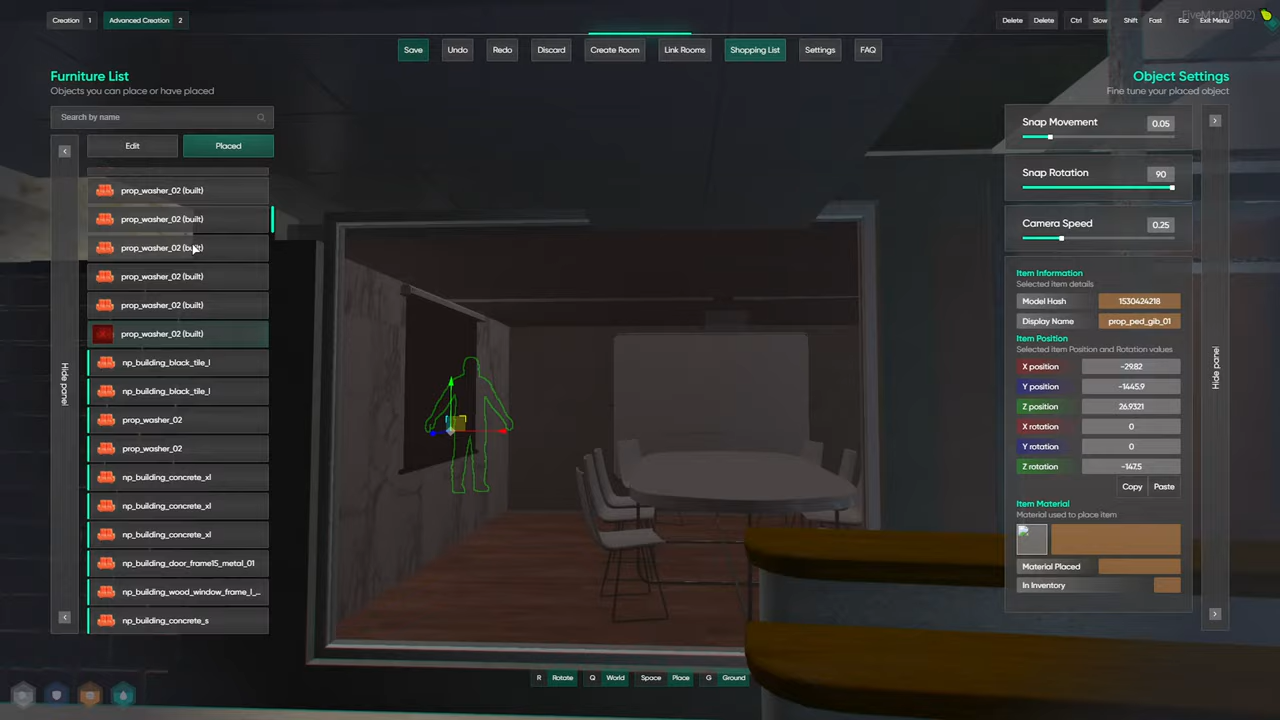 Creation 1 Advanced Creation 2
FiveM* (b2802)
Delete Delete Ctrl Slow Shift Fast Esc Exit Menu
Save Undo Redo Discard Create Room Link Rooms Shopping List Settings FAQ
Furniture List
Objects you can place or have placed
Search by name
Edit Placed
prop_washer_02 (built)
prop_washer_02 (built)
prop_washer_02 (built)
prop_washer_02 (built)
prop_washer_02 (built)
prop_washer_02 (built)
np_building_black_tile_l
np_building_black_tile_l
prop_washer_02
prop_washer_02
np_building_concrete_xl
np_building_concrete_xl
np_building_concrete_xl
np_building_door_frame15_metal_01
np_building_wood_window_frame_l_...
np_building_concrete_s
Hide panel
Object Settings
Fine tune your placed object
Snap Movement 0.05
Snap Rotation 90
Camera Speed 0.25
Item Information
Selected item details
Model Hash 1530424218
Display Name prop_ped_gib_01
Item Position
Selected item Position and Rotation values
X position -29.82
Y position -1445.9
Z position 26.9321
X rotation 0
Y rotation 0
Z rotation -147.5
Copy Paste
Item Material
Material used to place item
Material Placed
In Inventory
Hide panel
R Rotate Q World Space Place G Ground